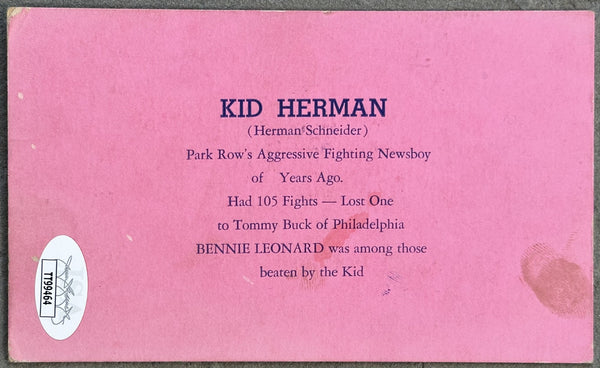 KID HERMAN
(Herman Schneider)
Park Row's Aggressive Fighting Newsboy
of Years Ago.
Had 105 Fights — Lost One
to Tommy Buck of Philadelphia
BENNIE LEONARD was among those
beaten by the Kid
TT99464